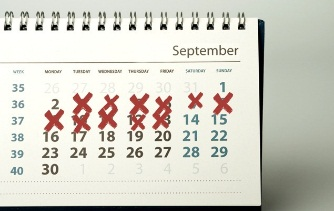 September
WEEK MONDAY TUESDAY WEDNESDAY THURSDAY FRIDAY SATURDAY SUNDAY
35 26 27 28 29 30 31 1
36 2
37 14 15
38 16 17 18 19 20 21 22
39 23 24 25 26 27 28 29
40 30 1 2 3 4 5 6